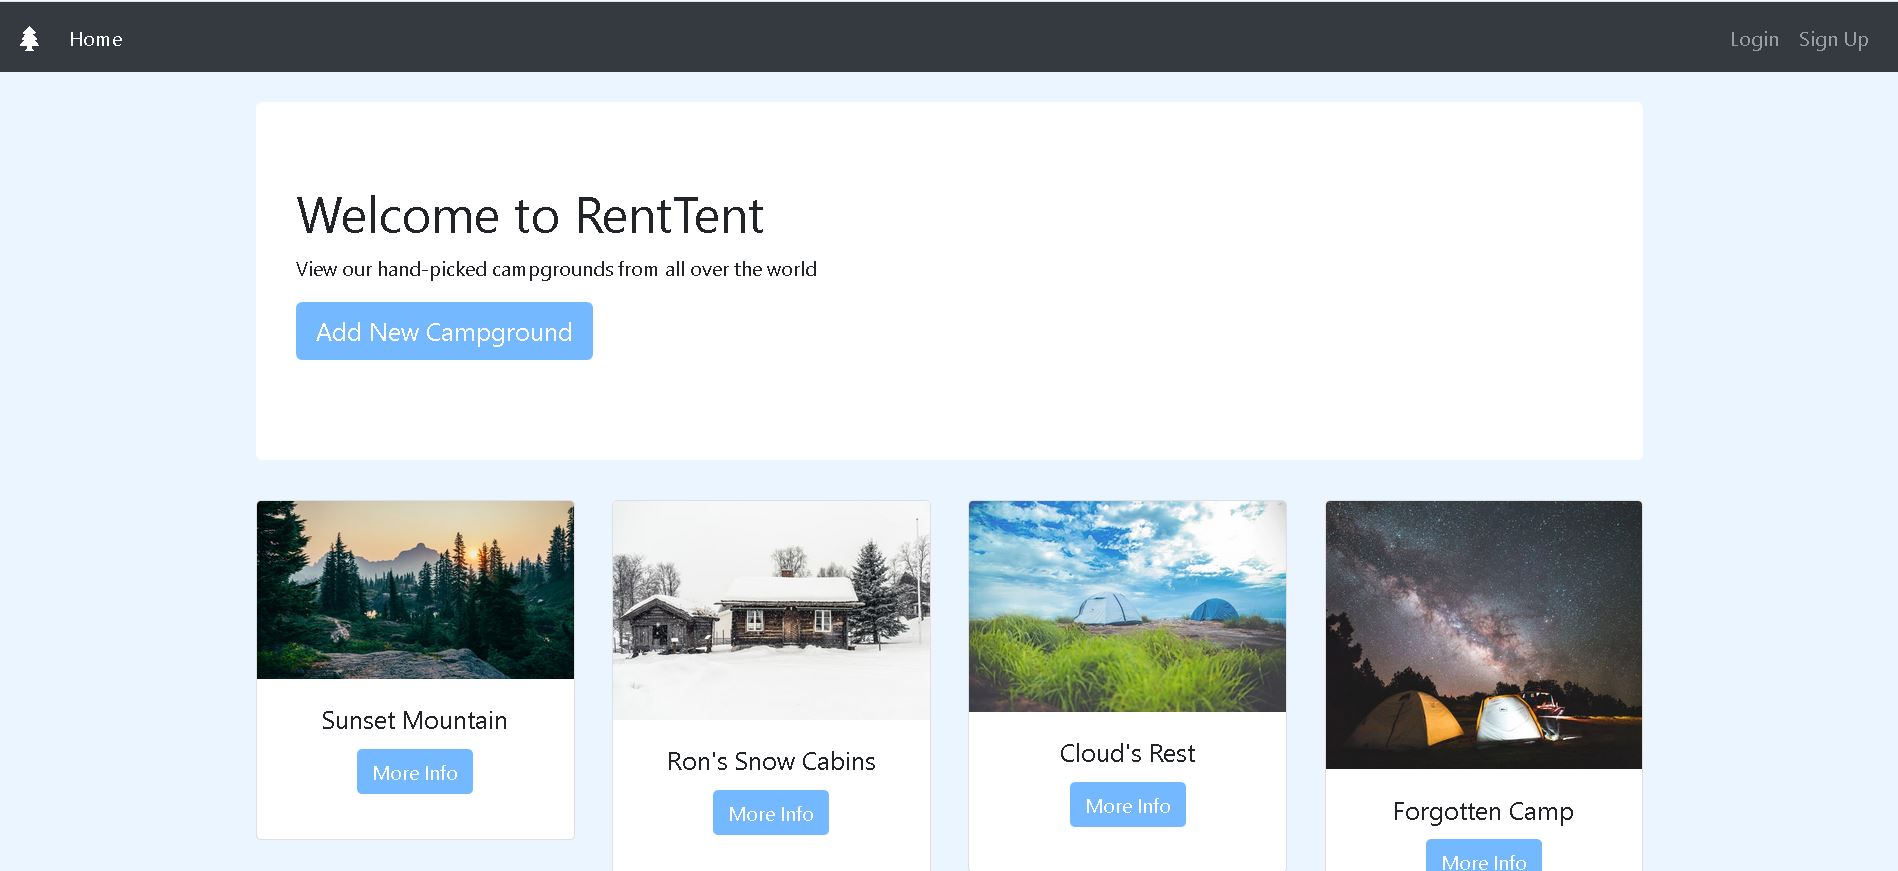 Home
Login
Sign Up
Welcome to RentTent
View our hand-picked campgrounds from all over the world
Add New Campground
Sunset Mountain
More Info
Ron's Snow Cabins
More Info
Cloud's Rest
More Info
Forgotten Camp
More Info